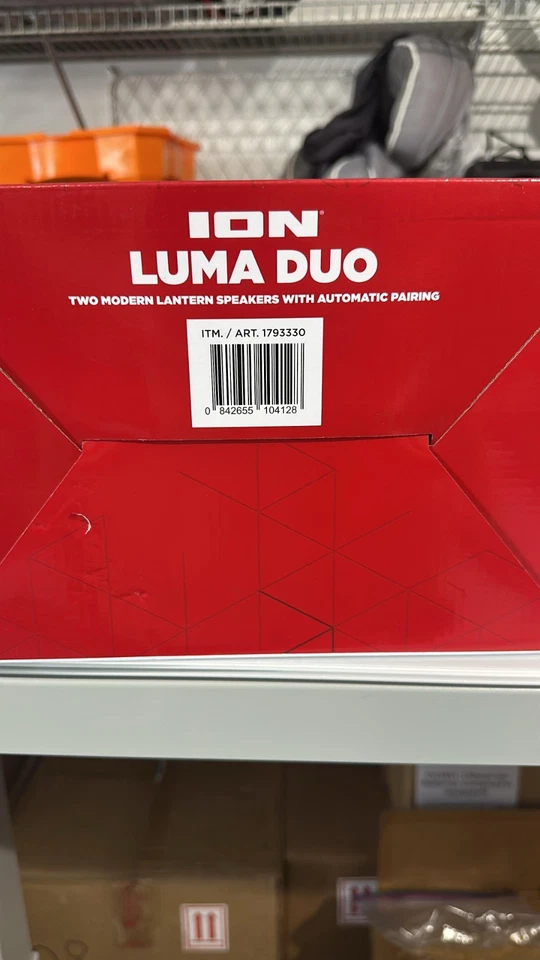 ION
LUMA DUO
TWO MODERN LANTERN SPEAKERS WITH AUTOMATIC PAIRING
ITM. / ART. 1793330
0 842655 104128